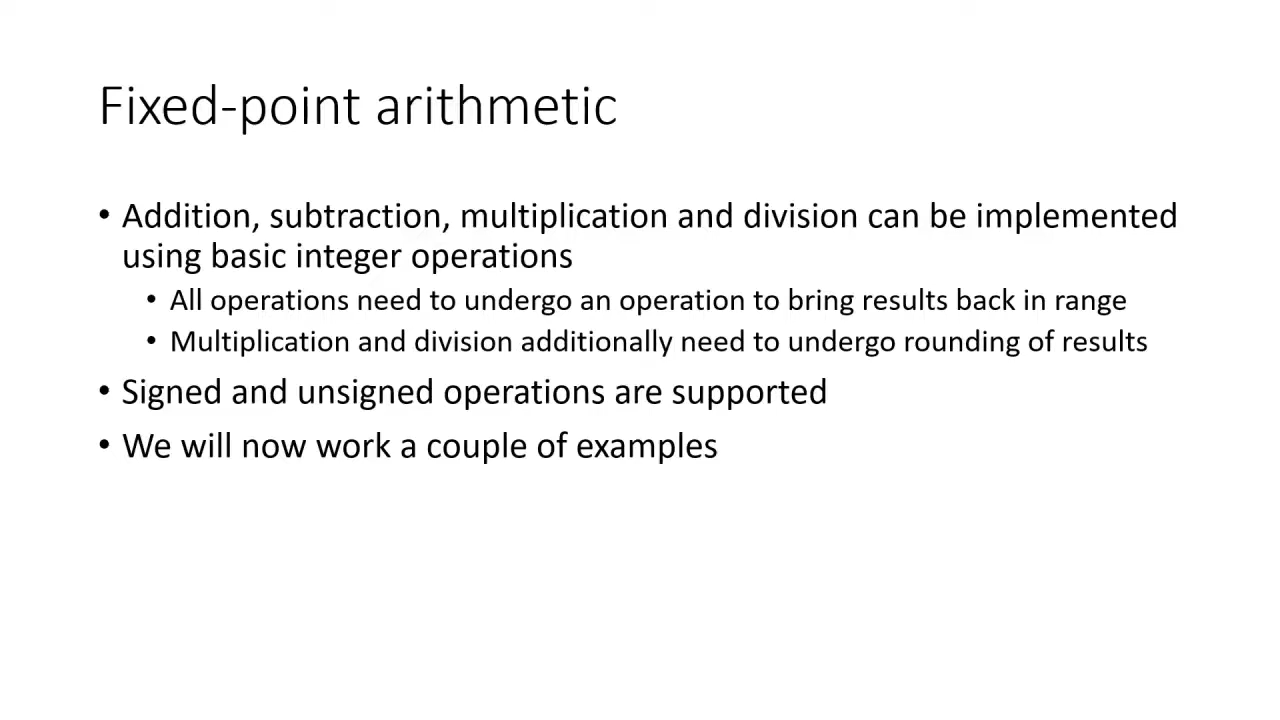 Fixed-point arithmetic
• Addition, subtraction, multiplication and division can be implemented
using basic integer operations
• All operations need to undergo an operation to bring results back in range
• Multiplication and division additionally need to undergo rounding of results
• Signed and unsigned operations are supported
• We will now work a couple of examples